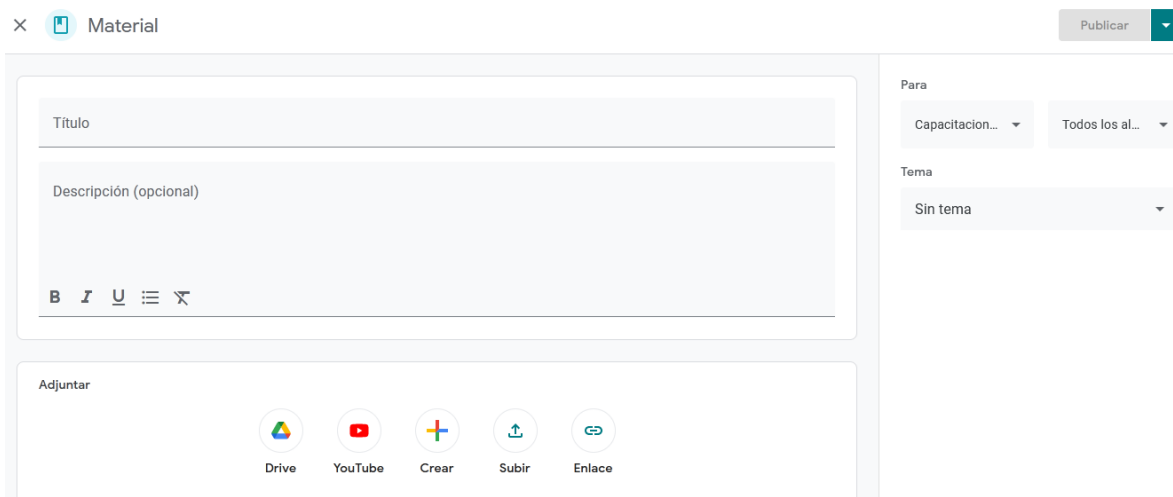 Material
Publicar
Título
Descripción (opcional)
B I U
Adjuntar
Drive YouTube Crear Subir Enlace
Para
Capacitacion... Todos los al...
Tema
Sin tema